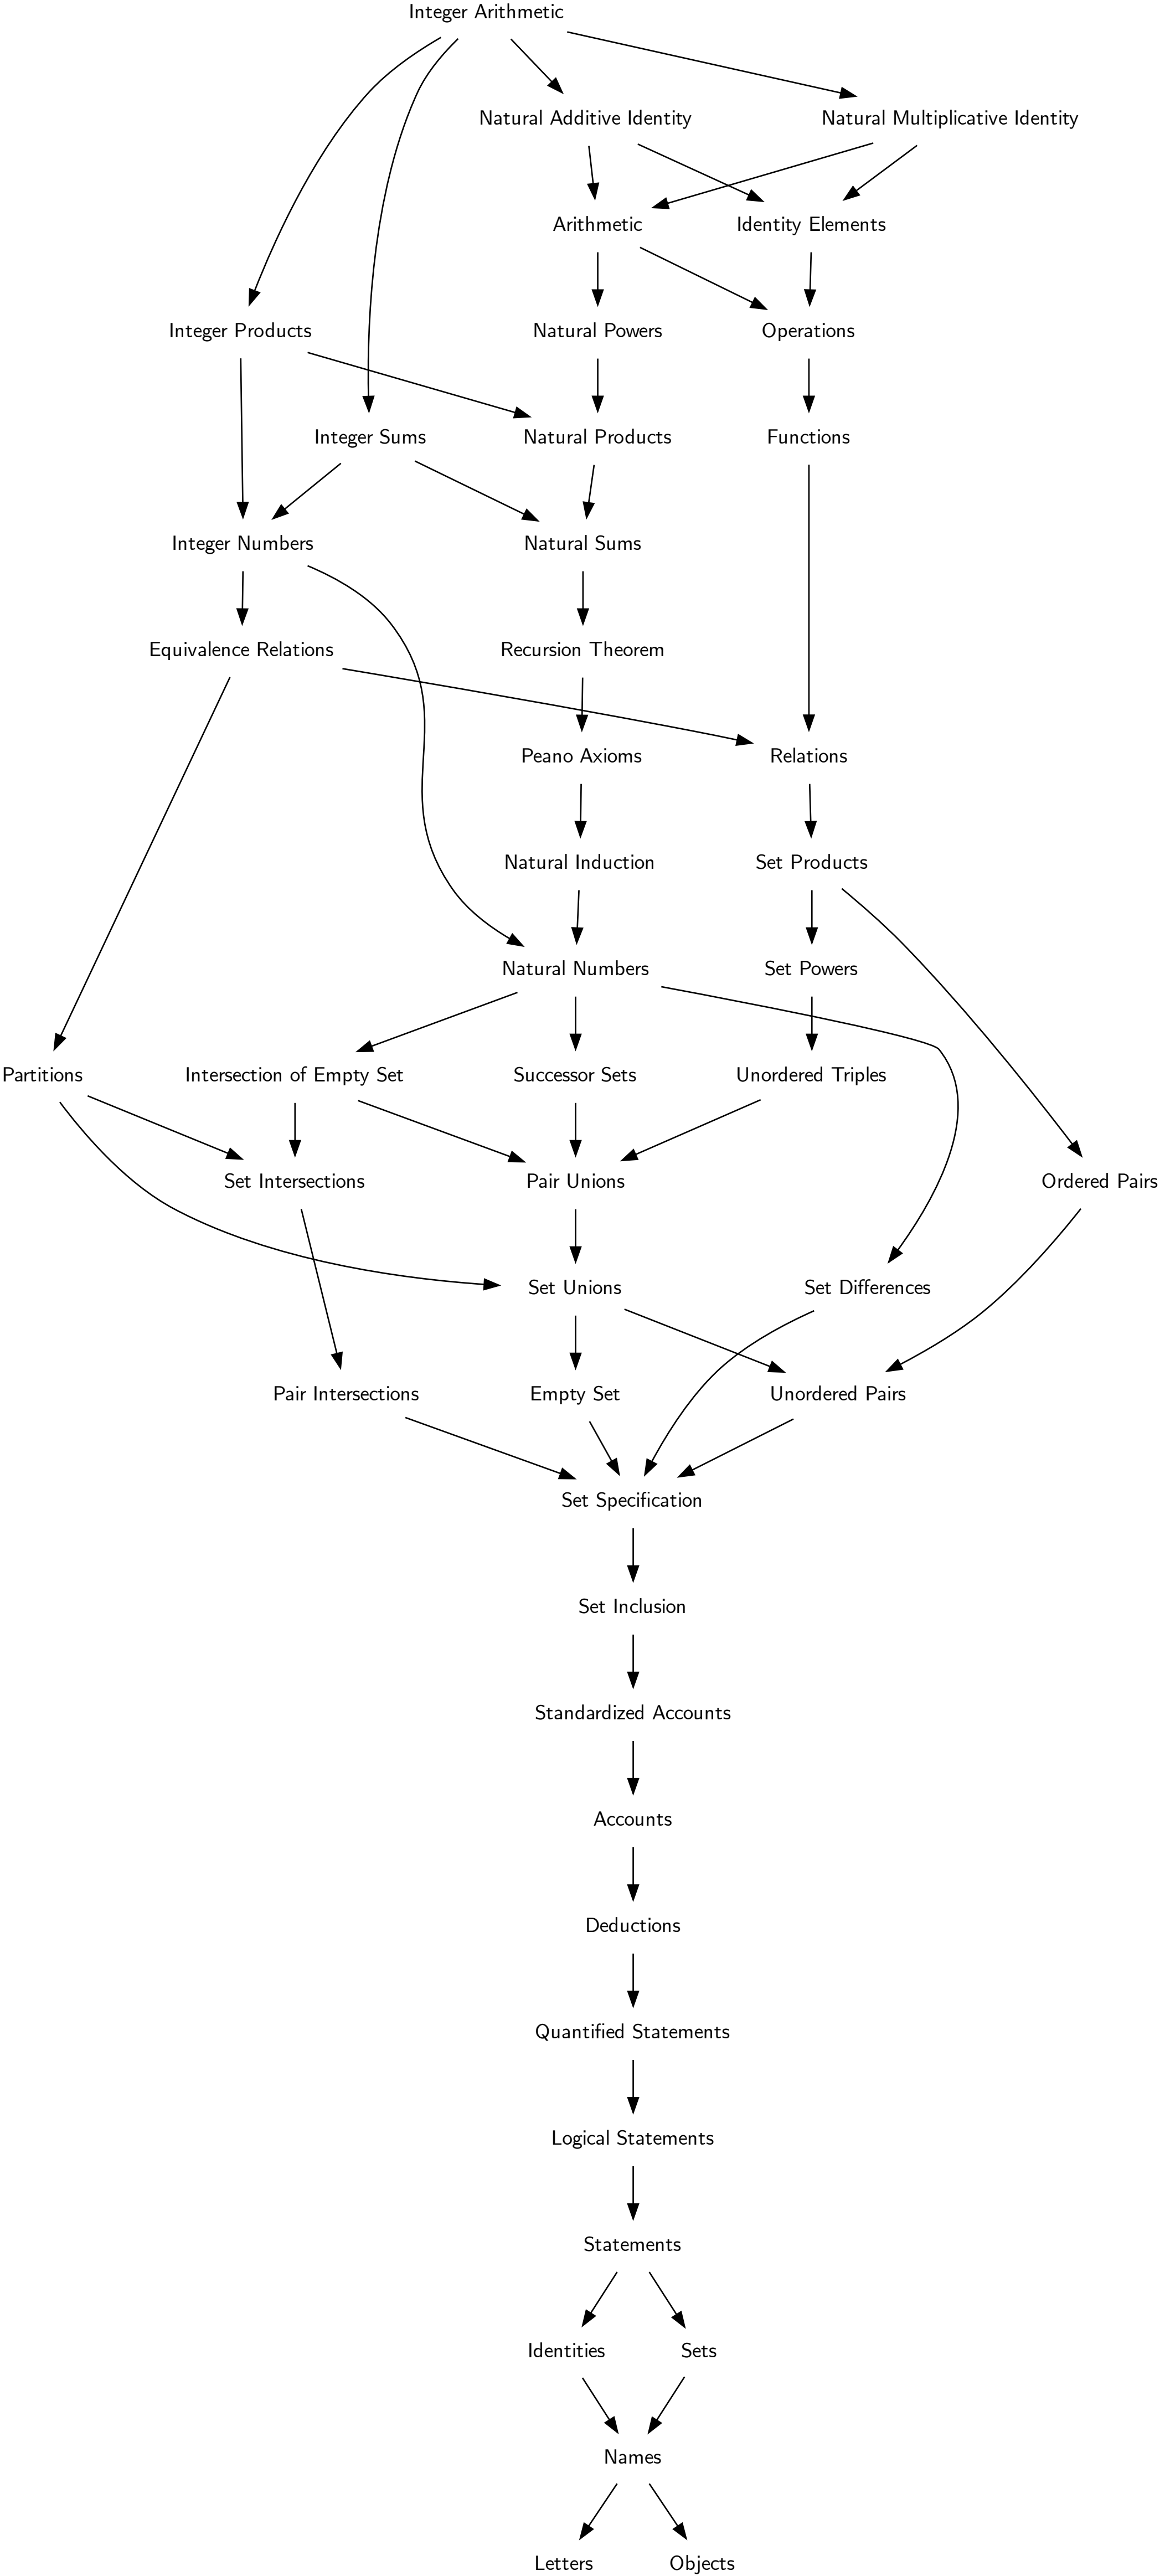 Integer Arithmetic
Natural Additive Identity
Natural Multiplicative Identity
Arithmetic
Identity Elements
Integer Products
Natural Powers
Operations
Integer Sums
Natural Products
Functions
Integer Numbers
Natural Sums
Equivalence Relations
Recursion Theorem
Peano Axioms
Relations
Natural Induction
Set Products
Natural Numbers
Set Powers
Partitions
Intersection of Empty Set
Successor Sets
Unordered Triples
Set Intersections
Pair Unions
Ordered Pairs
Set Unions
Set Differences
Pair Intersections
Empty Set
Unordered Pairs
Set Specification
Set Inclusion
Standardized Accounts
Accounts
Deductions
Quantified Statements
Logical Statements
Statements
Identities
Sets
Names
Letters
Objects